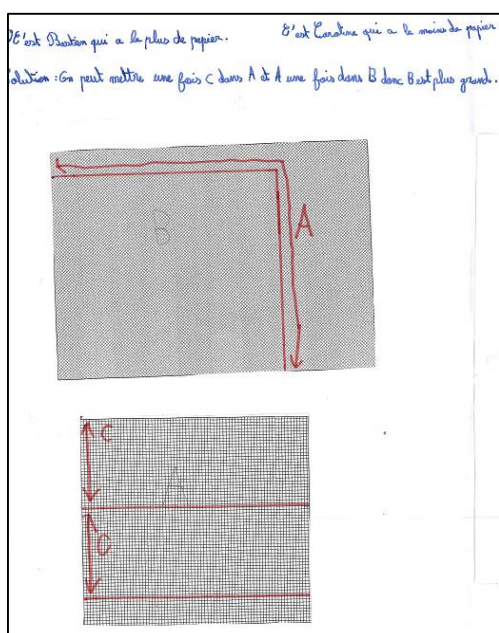 C'est Bastien qui a le plus de papier. C'est Caroline qui a le moins de papier
olution : On peut mettre une fois C dans A et A une fois dans B donc B est plus grand.
B
A
C
A
C